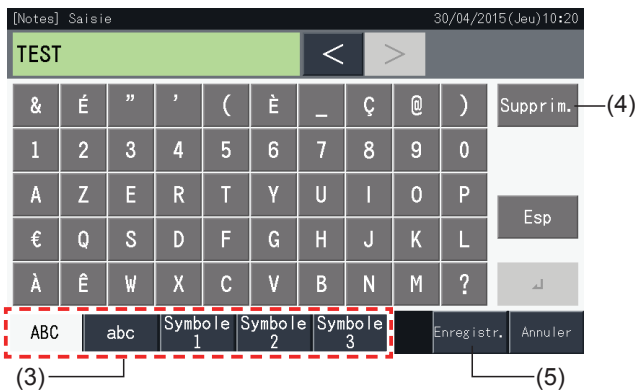 [Notes] Saisie 30/04/2015(Jeu)10:20
TEST < >
& É ” ’ ( È _ Ç @ ) Supprim. (4)
1 2 3 4 5 6 7 8 9 0
A Z E R T Y U I O P
Esp
€ Q S D F G H J K L
À Ê W X C V B N M ? ↵
ABC abc Symbole 1 Symbole 2 Symbole 3 Enregistr. Annuler
(3) (5)